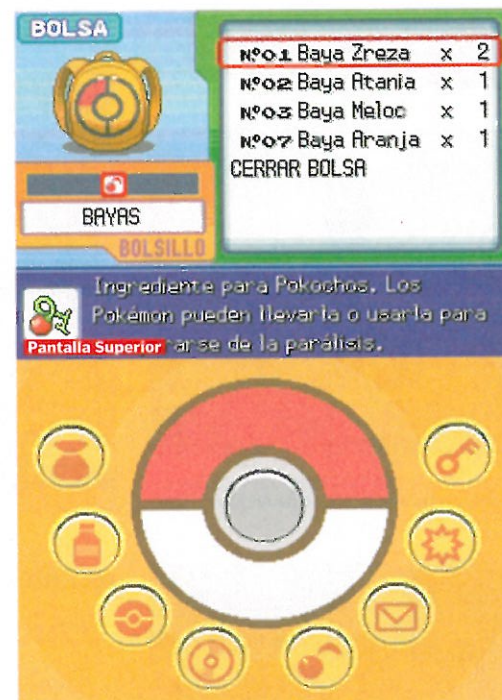 BOLSA
Nº01 Baya Zreza x 2
Nº02 Baya Atania x 1
Nº03 Baya Meloc x 1
Nº07 Baya Aranja x 1
CERRAR BOLSA
BAYAS
BOLSILLO
Ingrediente para Pokochos. Los
Pokémon pueden llevarla o usarla para
arse de la parálisis.
Pantalla Superior